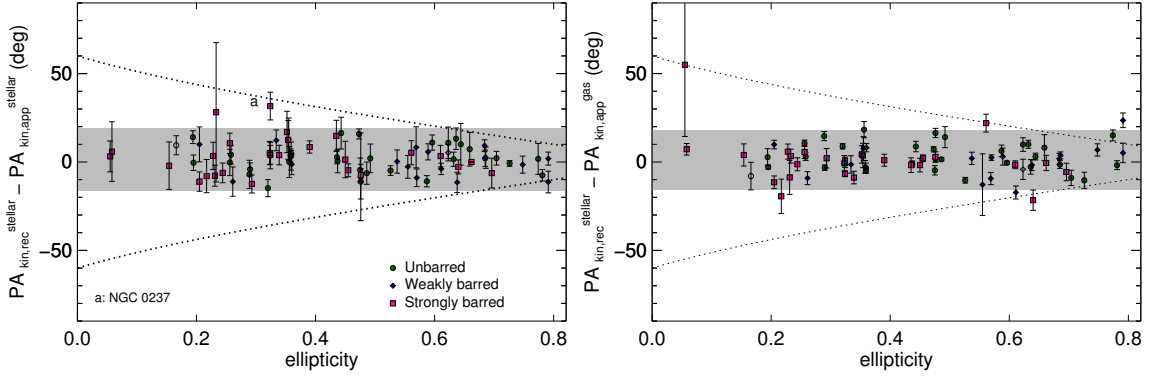 PA kin,rec stellar − PA kin,app stellar (deg)
50
0
−50
a
Unbarred
Weakly barred
Strongly barred
a: NGC 0237
0.0 0.2 0.4 0.6 0.8
ellipticity
PA kin,rec stellar − PA kin,app gas (deg)
50
0
−50
0.0 0.2 0.4 0.6 0.8
ellipticity